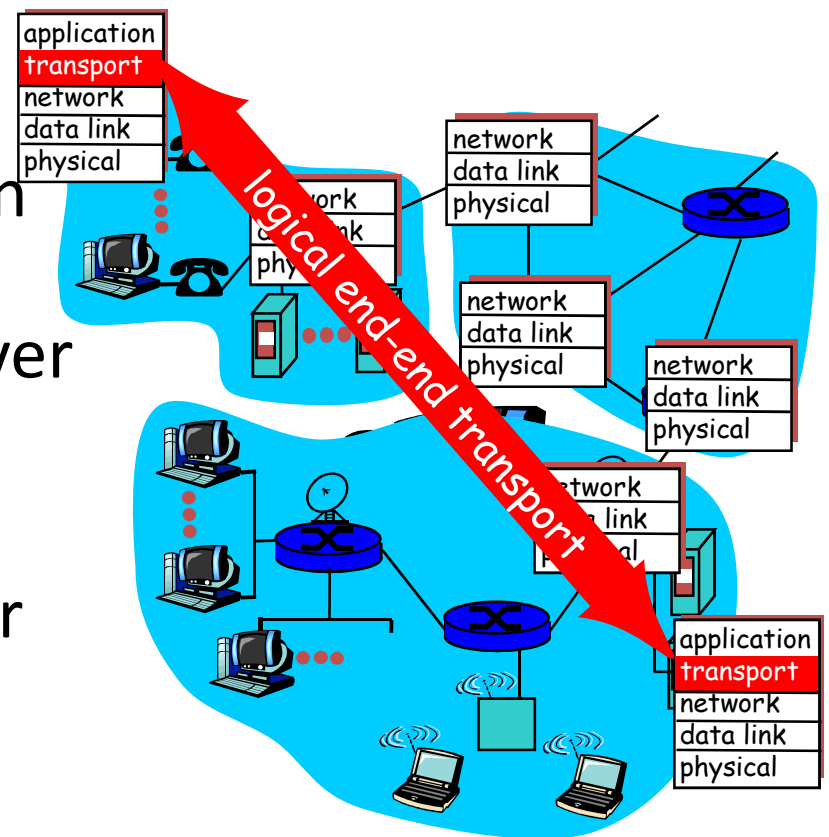 application
transport
network
data link
physical
network
data link
physical
logical end-end transport
network
data link
physical
network
data link
physical
application
transport
network
data link
physical